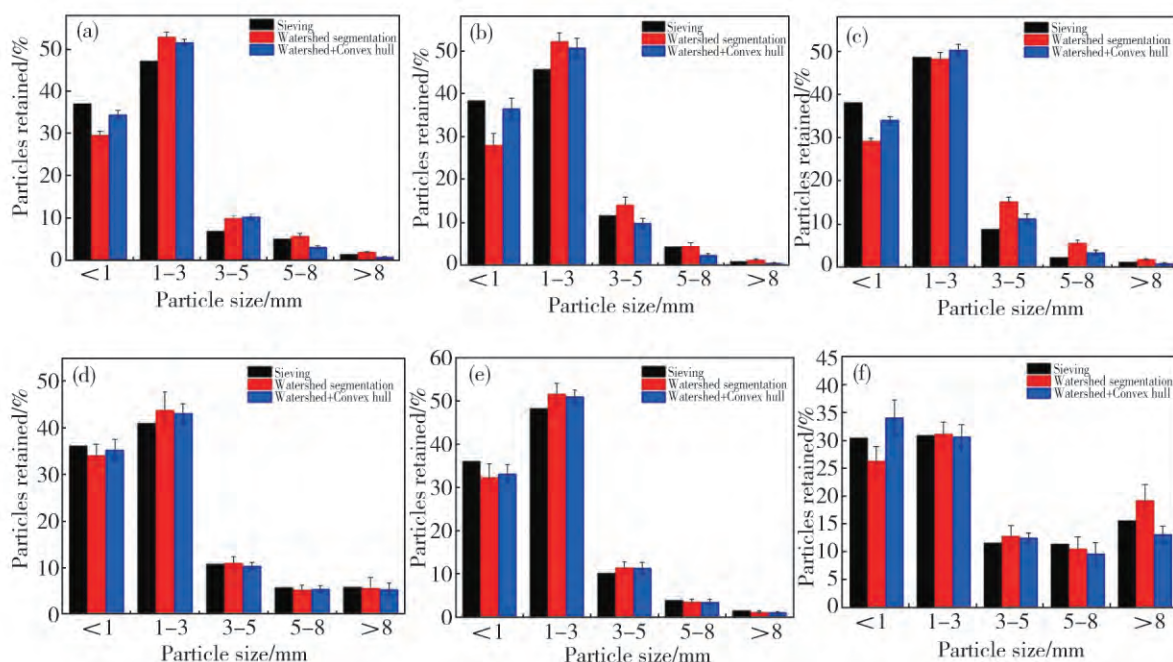 (a)
Sieving
Watershed segmentation
Watershed+Convex hull
Particles retained/%
50
40
30
20
10
0
<1 1-3 3-5 5-8 >8
Particle size/mm
(b)
Sieving
Watershed segmentation
Watershed+Convex hull
Particles retained/%
50
40
30
20
10
0
<1 1-3 3-5 5-8 >8
Particle size/mm
(c)
Sieving
Watershed segmentation
Watershed+Convex hull
Particles retained/%
50
40
30
20
10
0
<1 1-3 3-5 5-8 >8
Particle size/mm
(d)
Sieving
Watershed segmentation
Watershed+Convex hull
Particles retained/%
50
40
30
20
10
0
<1 1-3 3-5 5-8 >8
Particle size/mm
(e)
Sieving
Watershed segmentation
Watershed+Convex hull
Particles retained/%
60
50
40
30
20
10
0
<1 1-3 3-5 5-8 >8
Particle size/mm
(f)
Sieving
Watershed segmentation
Watershed+Convex hull
Particles retained/%
45
40
35
30
25
20
15
10
5
0
<1 1-3 3-5 5-8 >8
Particle size/mm